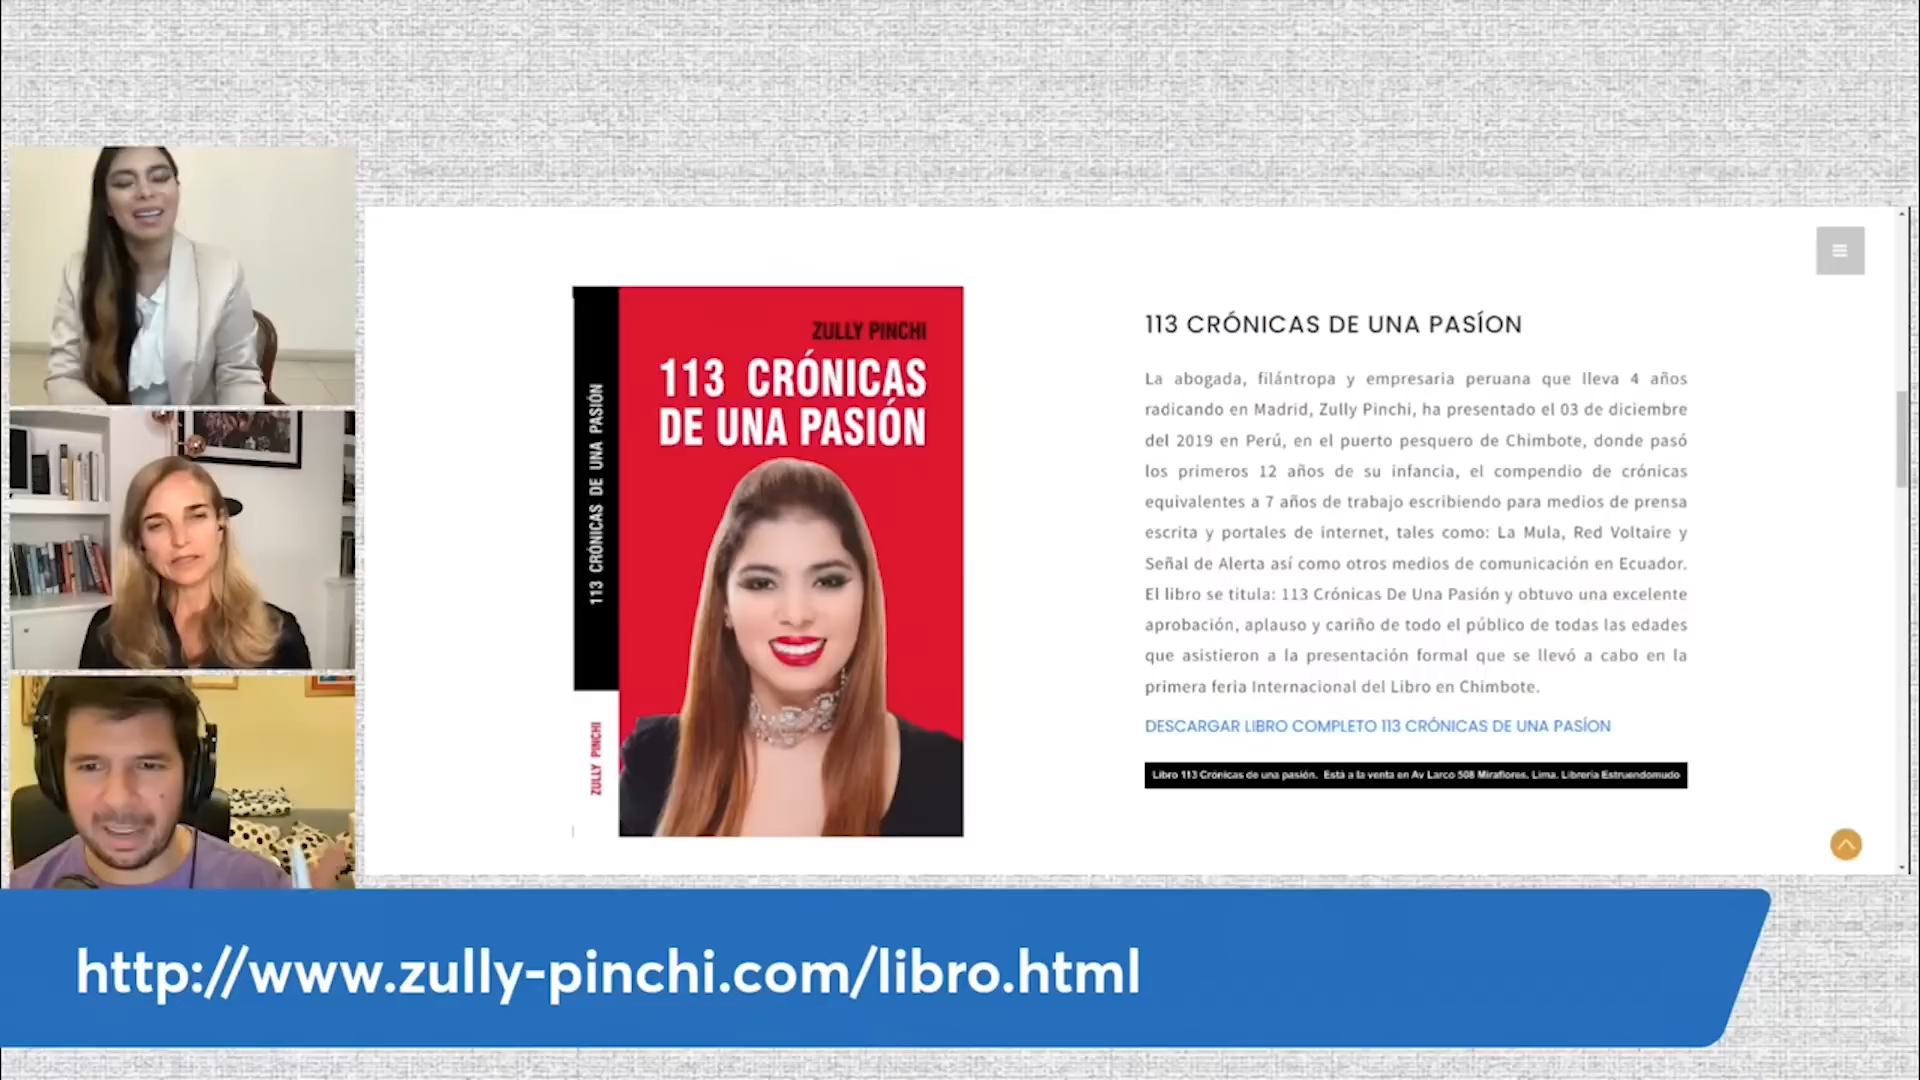 ZULLY PINCHI
113 CRÓNICAS
DE UNA PASIÓN
113 CRÓNICAS DE UNA PASIÓN
ZULLY PINCHI
113 CRÓNICAS DE UNA PASÍON
La abogada, filántropa y empresaria peruana que lleva 4 años
radicando en Madrid, Zully Pinchi, ha presentado el 03 de diciembre
del 2019 en Perú, en el puerto pesquero de Chimbote, donde pasó
los primeros 12 años de su infancia, el compendio de crónicas
equivalentes a 7 años de trabajo escribiendo para medios de prensa
escrita y portales de internet, tales como: La Mula, Red Voltaire y
Señal de Alerta así como otros medios de comunicación en Ecuador.
El libro se titula: 113 Crónicas De Una Pasión y obtuvo una excelente
aprobación, aplauso y cariño de todo el público de todas las edades
que asistieron a la presentación formal que se llevó a cabo en la
primera feria Internacional del Libro en Chimbote.
DESCARGAR LIBRO COMPLETO 113 CRÓNICAS DE UNA PASÍON
Libro 113 Crónicas de una pasión. Está a la venta en Av Larco 508 Miraflores. Lima. Libreria Estruendomudo
http://www.zully-pinchi.com/libro.html